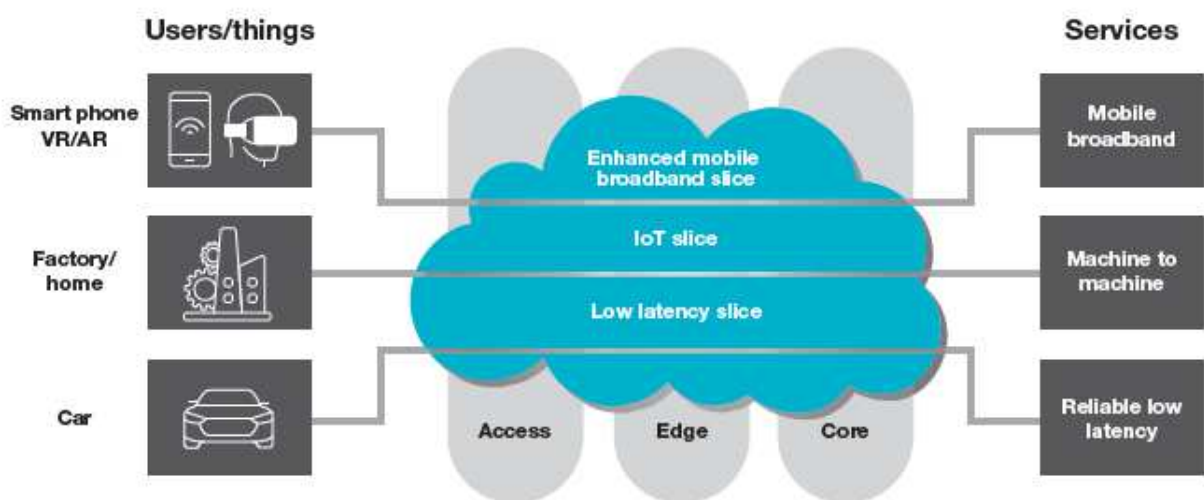 Users/things
Services
Smart phone
VR/AR
Mobile
broadband
Enhanced mobile
broadband slice
IoT slice
Factory/
home
Machine to
machine
Low latency slice
Car
Access
Edge
Core
Reliable low
latency